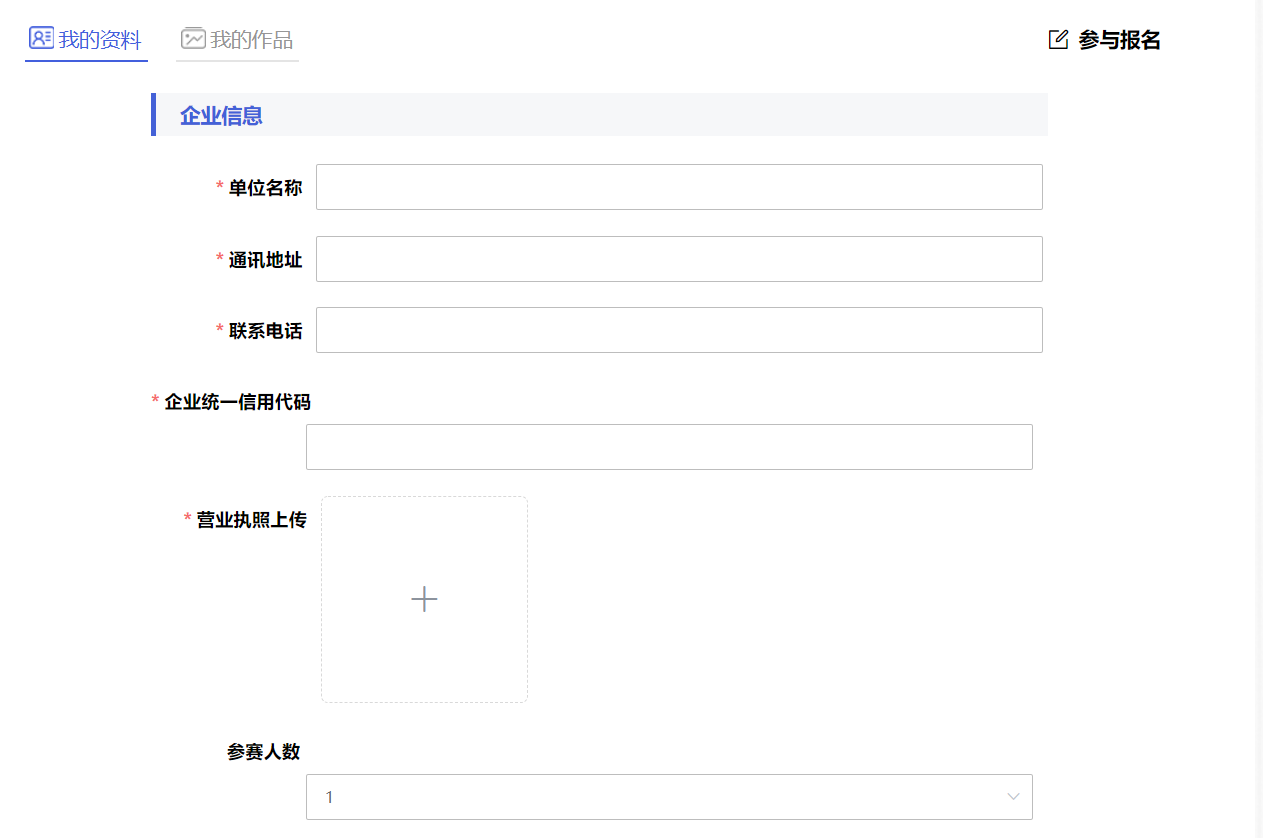 我的资料 我的作品 参与报名
企业信息
* 单位名称
* 通讯地址
* 联系电话
* 企业统一信用代码
* 营业执照上传
参赛人数
1